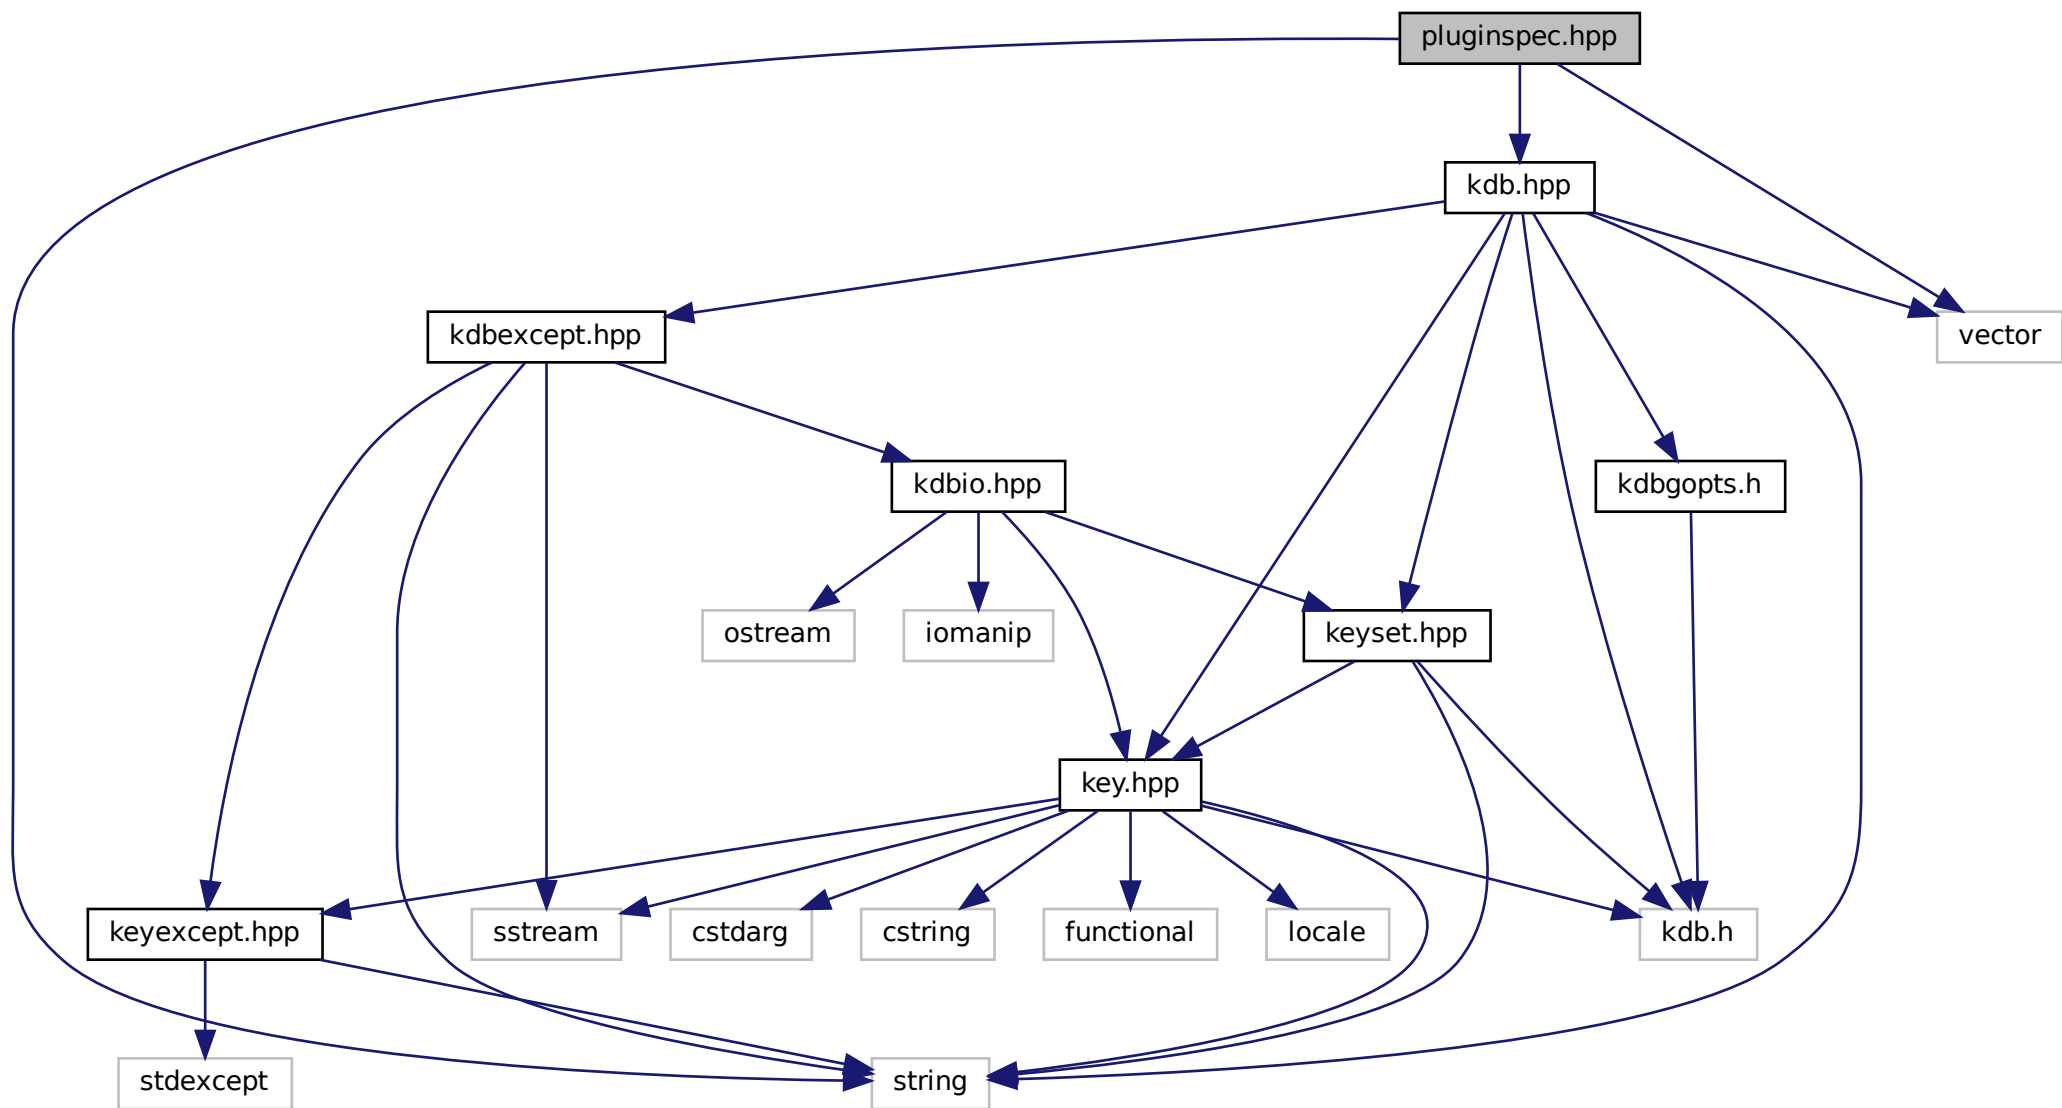 pluginspec.hpp
kdb.hpp
kdbexcept.hpp
vector
kdbio.hpp
kdbgopts.h
ostream
iomanip
keyset.hpp
key.hpp
keyexcept.hpp
sstream
cstdarg
cstring
functional
locale
kdb.h
stdexcept
string